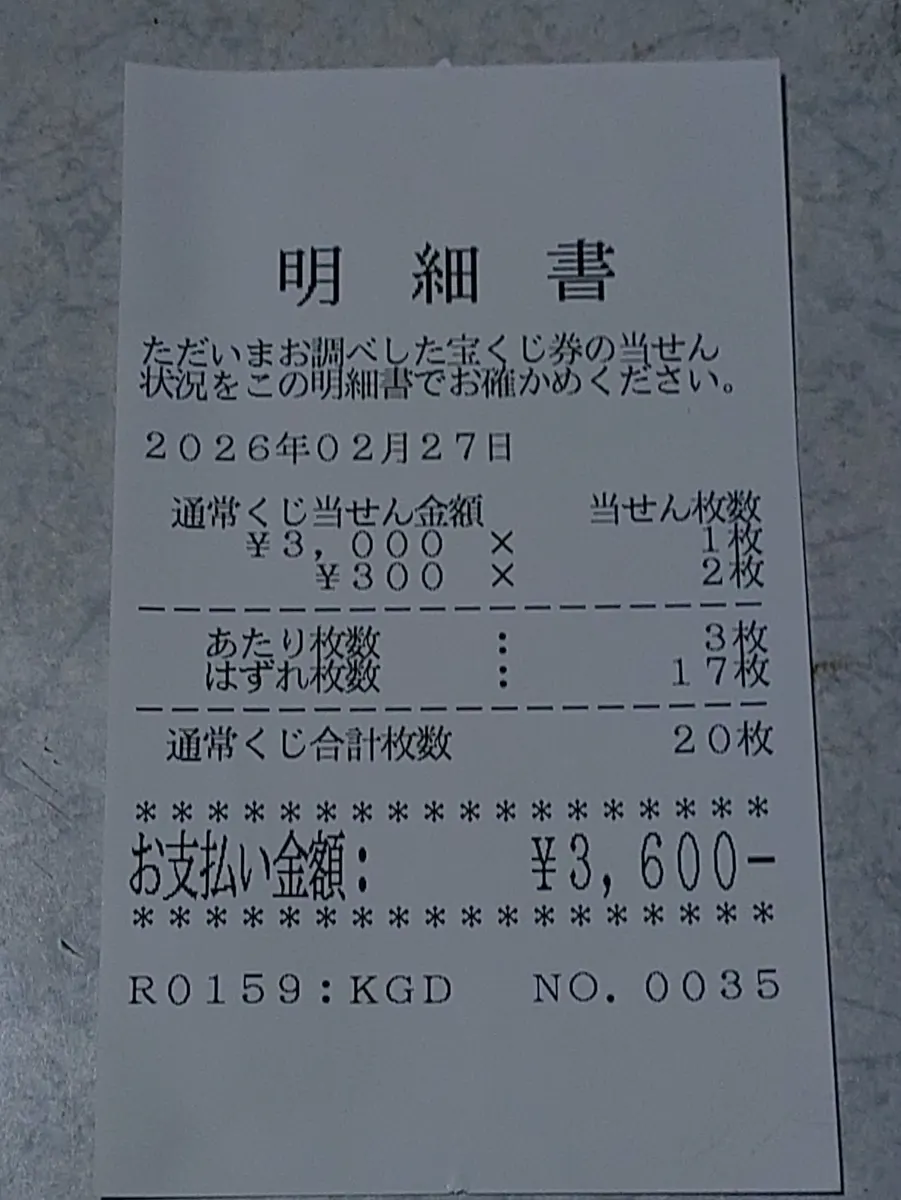 明細書
ただいまお調べした宝くじ券の当せん
状況をこの明細書でお確かめください。
2026年02月27日
通常くじ当せん金額 当せん枚数
¥3,000 × 1枚
¥300 × 2枚
------------------
あたり枚数 : 3枚
はずれ枚数 : 17枚
------------------
通常くじ合計枚数 20枚
******************
お支払い金額: ¥3,600-
******************
R0159:KGD NO.0035